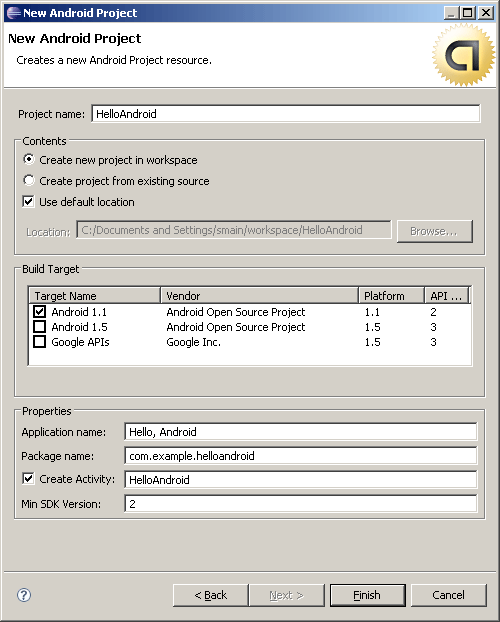 New Android Project
New Android Project
Creates a new Android Project resource.
Project name: HelloAndroid
Contents
Create new project in workspace
Create project from existing source
Use default location
Location: C:/Documents and Settings/smain/workspace/HelloAndroid Browse...
Build Target
Target Name Vendor Platform API ...
Android 1.1 Android Open Source Project 1.1 2
Android 1.5 Android Open Source Project 1.5 3
Google APIs Google Inc. 1.5 3
Properties
Application name: Hello, Android
Package name: com.example.helloandroid
Create Activity: HelloAndroid
Min SDK Version: 2
? < Back Next > Finish Cancel